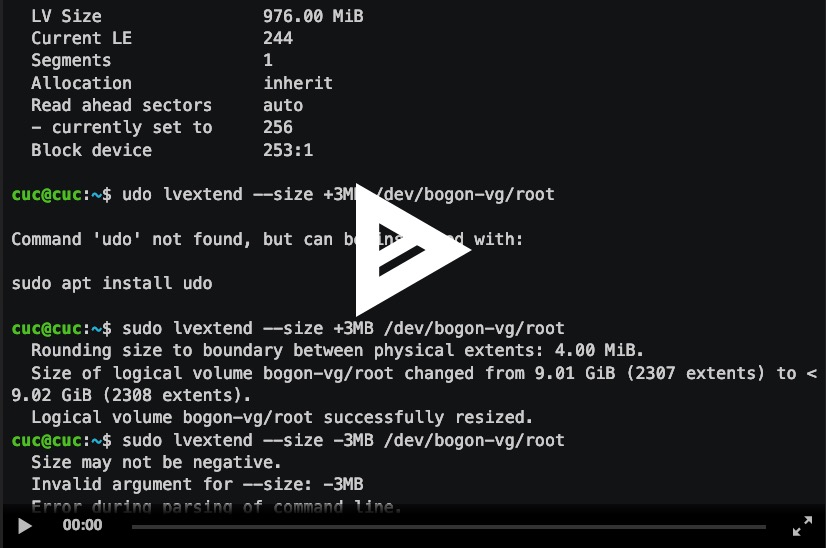 LV Size 976.00 MiB
Current LE 244
Segments 1
Allocation inherit
Read ahead sectors auto
- currently set to 256
Block device 253:1
cuc@cuc:~$ udo lvextend --size +3MB /dev/bogon-vg/root
Command 'udo' not found, but can be with:
sudo apt install udo
cuc@cuc:~$ sudo lvextend --size +3MB /dev/bogon-vg/root
Rounding size to boundary between physical extents: 4.00 MiB.
Size of logical volume bogon-vg/root changed from 9.01 GiB (2307 extents) to <
9.02 GiB (2308 extents).
Logical volume bogon-vg/root successfully resized.
cuc@cuc:~$ sudo lvextend --size -3MB /dev/bogon-vg/root
Size may not be negative.
Invalid argument for --size: -3MB
Error during parsing of command line.
00:00